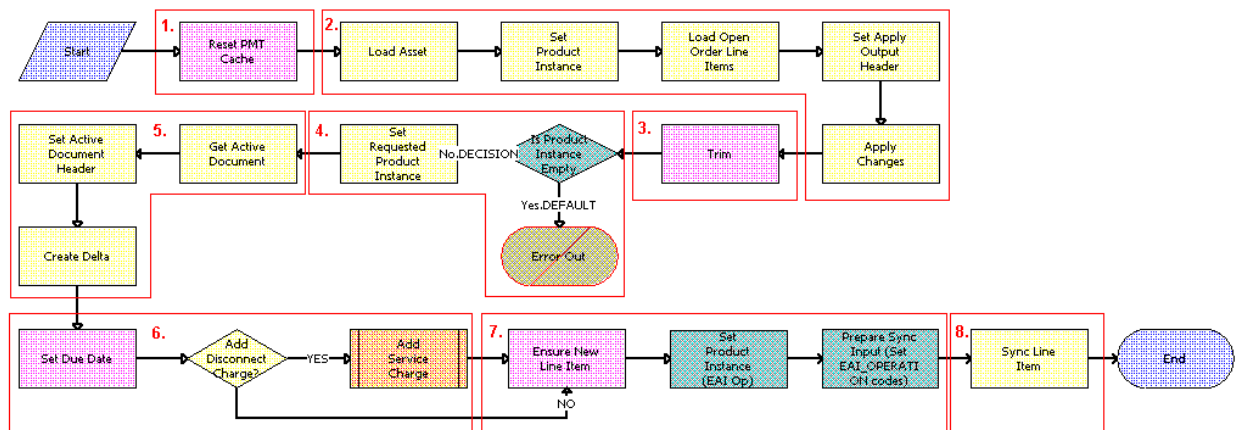 1.
2.
Start
Reset PMT
Cache
Load Asset
Set
Product
Instance
Load Open
Order Line
Items
Set Apply
Output
Header
5.
4.
3.
Set Active
Document
Header
Get Active
Document
Set
Requested
Product
Instance
No.DECISION
Is Product
Instance
Empty
Trim
Apply
Changes
Yes.DEFAULT
Create Delta
Error Out
6.
7.
8.
Set Due Date
Add
Disconnect
Charge?
YES
Add
Service
Charge
Ensure New
Line Item
Set
Product
Instance
(EAI Op)
Prepare Sync
Input (Set
EAI_OPERATI
ON codes)
Sync Line
Item
End
NO